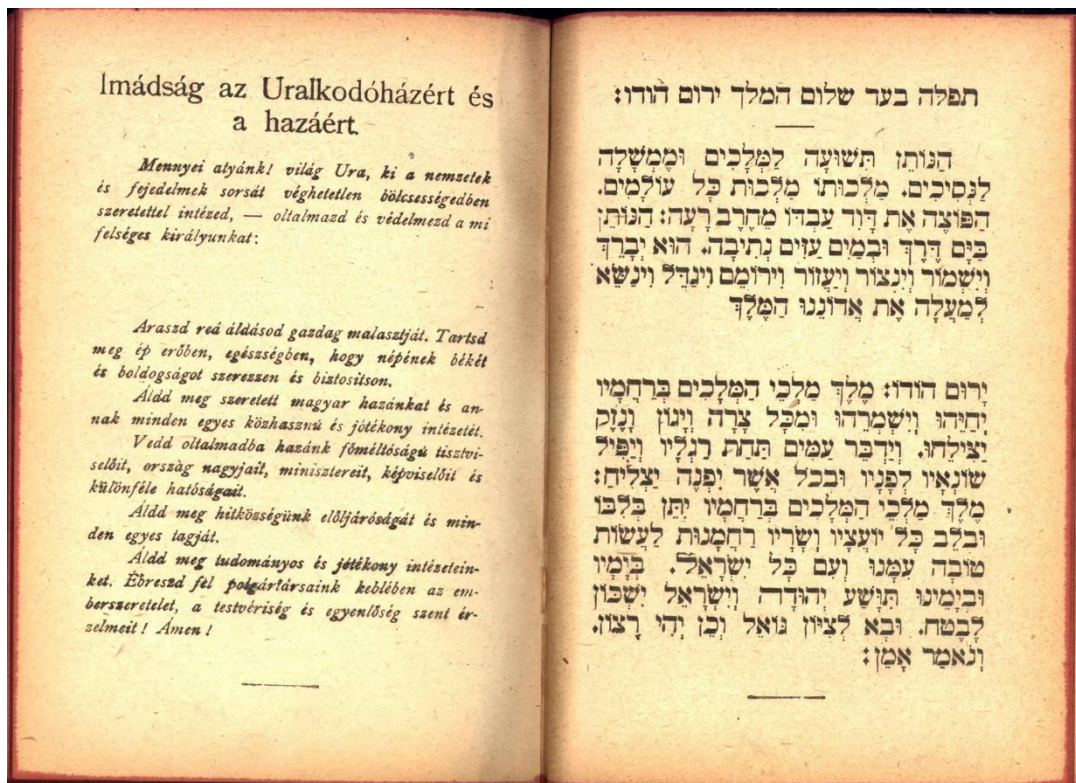 Imádság az Uralkodóházért és
a hazáért.
Mennyei atyánk! világ Ura, ki a nemzetek
és fejedelmek sorsát véghetetlen bölcsességedben
szeretettel intézed, — oltalmazd és védelmezd a mi
felséges királyunkat:
Áraszd reá áldásod gazdag malasztját. Tartsd
meg ép erőben, egészségben, hogy népének békét
és boldogságot szerezzen és biztositson.
Áldd meg szeretett magyar hazánkat és an-
nak minden egyes közhasznú és jótékony intézetét.
Vedd oltalmadba hazánk főméltóságú tisztvi-
selőit, ország nagyjait, minisztereit, képviselőit és
különféle hatóságait.
Áldd meg hitközségünk előljáróságát és min-
den egyes tagját.
Áldd meg tudományos és jótékony intézetein-
ket. Ébreszd fel polgártársaink keblében az em-
berszeretelet, a testvériség és egyenlőség szent ér-
zelmeit! Ámen!
תפלה בער שלום המלך ירום הודו:
הַנּוֹתֵן תְּשׁוּעָה לַמְּלָכִים וּמֶמְשָׁלָה
לַנְּסִיכִים. מַלְכוּתוֹ מַלְכוּת כָּל עוֹלָמִים.
הַפּוֹצֶה אֶת דָּוִד עַבְדּוֹ מֵחֶרֶב רָעָה: הַנּוֹתֵן
בַּיָּם דֶּרֶךְ וּבְמַיִם עַזִּים נְתִיבָה. הוּא יְבָרֵךְ
וְיִשְׁמוֹר וְיִנְצוֹר וְיַעֲזוֹר וִירוֹמֵם וִיגַדֵּל וִינַשֵּׂא
לְמַעְלָה אֶת אֲדוֹנֵנוּ הַמֶּלֶךְ
יָרוּם הוֹדוֹ: מֶלֶךְ מַלְכֵי הַמְּלָכִים בְּרַחֲמָיו
יְחַיֵּהוּ וְיִשְׁמְרֵהוּ וּמִכָּל צָרָה וְיָגוֹן וָנֶזֶק
יַצִּילֵהוּ. וְיַדְבֵּר עַמִּים תַּחַת רַגְלָיו וְיַפִּיל
שׂוֹנְאָיו לְפָנָיו וּבְכֹל אֲשֶׁר יִפְנֶה יַצְלִיחַ:
מֶלֶךְ מַלְכֵי הַמְּלָכִים בְּרַחֲמָיו יִתֵּן בְּלִבּוֹ
וּבְלֵב כָּל יוֹעֲצָיו וְשָׂרָיו רַחֲמָנוּת לַעֲשׂוֹת
טוֹבָה עִמָּנוּ וְעִם כָּל יִשְׂרָאֵל. בְּיָמָיו
וּבְיָמֵינוּ תִּוָּשַׁע יְהוּדָה וְיִשְׂרָאֵל יִשְׁכּוֹן
לָבֶטַח. וּבָא לְצִיּוֹן גּוֹאֵל וְכֵן יְהִי רָצוֹן.
וְנֹאמַר אָמֵן: